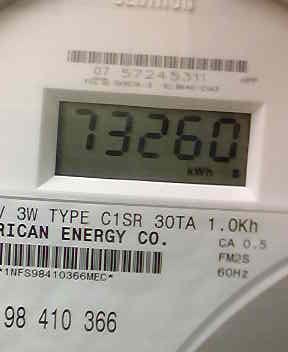 07 57245311
73260
kWh
V 3W TYPE C1SR 30TA 1.0Kh
RICAN ENERGY CO.
CA 0.5
FM2S
60Hz
*1NFS98410366MEC*
98 410 366